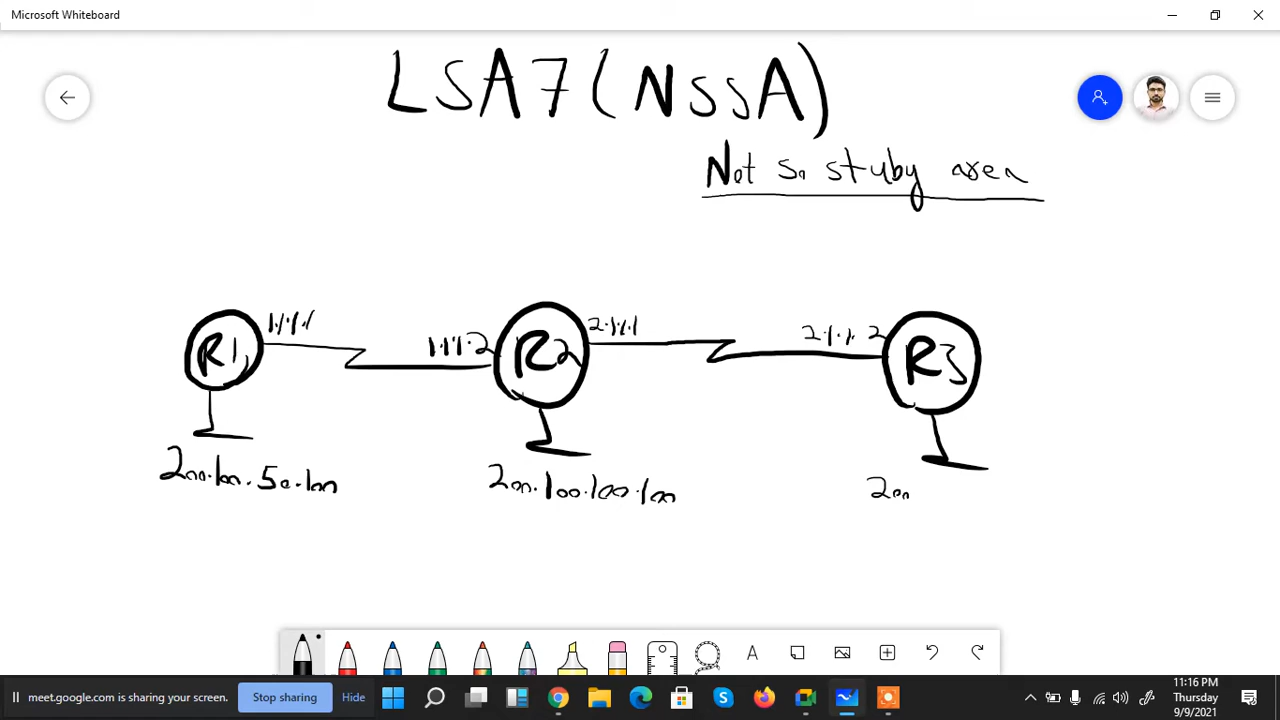 Microsoft Whiteboard
LSA7(NSSA)
Not so stuby area
1.1.1.1
1.1.1.2
2.1.1.1
2.1.1.2
R1
R2
R3
200.100.50.100
200.100.100.100
200
A
meet.google.com is sharing your screen.
Stop sharing
Hide
11:16 PM
Thursday
9/9/2021